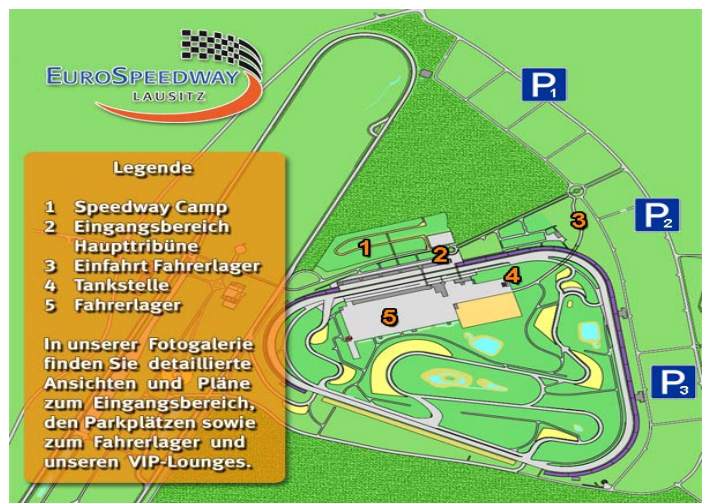 EUROSPEEDWAY
LAUSITZ
Legende
1 Speedway Camp
2 Eingangsbereich
Haupttribüne
3 Einfahrt Fahrerlager
4 Tankstelle
5 Fahrerlager
In unserer Fotogalerie
finden Sie detaillierte
Ansichten und Pläne
zum Eingangsbereich,
den Parkplätzen sowie
zum Fahrerlager und
unseren VIP-Lounges.
P1
P2
3
1
2
4
5
P3